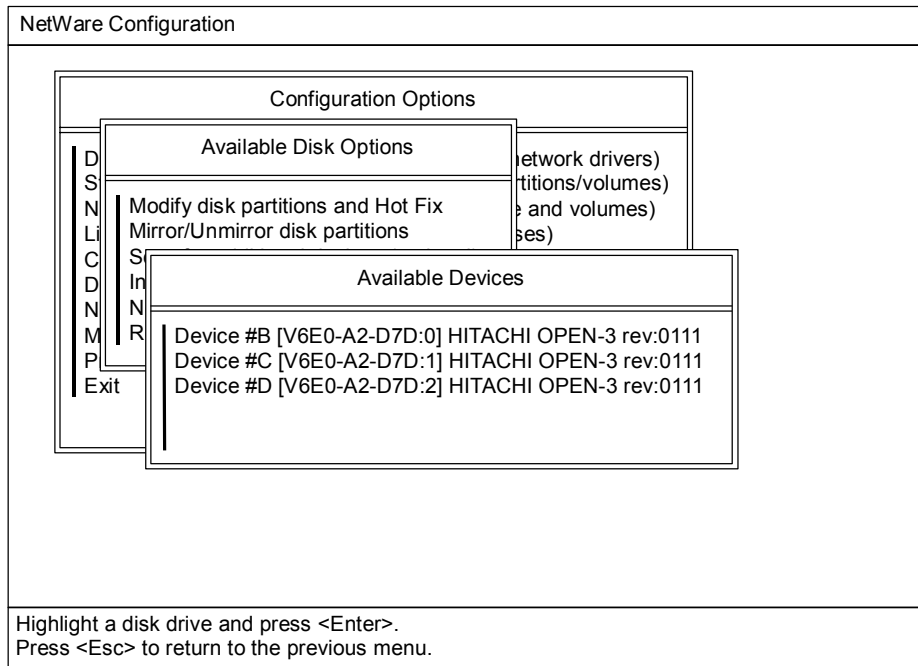 NetWare Configuration
Configuration Options
Available Disk Options
network drivers)
titions/volumes)
and volumes)
ses)
Modify disk partitions and Hot Fix
Mirror/Unmirror disk partitions
Exit
Available Devices
Device #B [V6E0-A2-D7D:0] HITACHI OPEN-3 rev:0111
Device #C [V6E0-A2-D7D:1] HITACHI OPEN-3 rev:0111
Device #D [V6E0-A2-D7D:2] HITACHI OPEN-3 rev:0111
Highlight a disk drive and press <Enter>.
Press <Esc> to return to the previous menu.